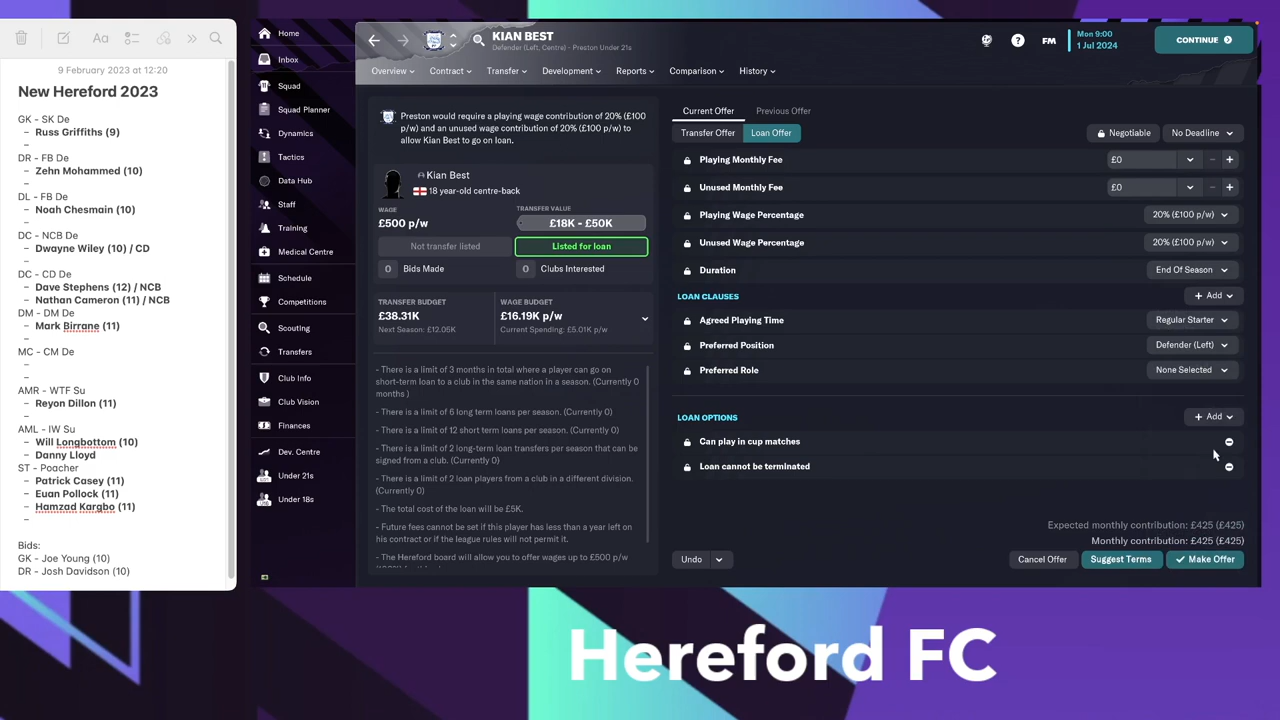 9 February 2023 at 12:20
New Hereford 2023
GK - SK De
– Russ Griffiths (9)
–
DR - FB De
– Zehn Mohammed (10)
–
DL - FB De
– Noah Chesmain (10)
–
DC - NCB De
– Dwayne Wiley (10) / CD
–
DC - CD De
– Dave Stephens (12) / NCB
– Nathan Cameron (11) / NCB
DM - DM De
– Mark Birrane (11)
–
MC - CM De
–
–
AMR - WTF Su
– Reyon Dillon (11)
–
AML - IW Su
– Will Longbottom (10)
– Danny Lloyd
ST - Poacher
– Patrick Casey (11)
– Euan Pollock (11)
– Hamzad Kargbo (11)
–
Bids:
GK - Joe Young (10)
DR - Josh Davidson (10)
Home
Inbox
Squad
Squad Planner
Dynamics
Tactics
Data Hub
Staff
Training
Medical Centre
Schedule
Competitions
Scouting
Transfers
Club Info
Club Vision
Finances
Dev. Centre
Under 21s
Under 18s
KIAN BEST
Defender (Left, Centre) - Preston Under 21s
FM
Mon 9:00
1 Jul 2024
CONTINUE
Overview
Contract
Transfer
Development
Reports
Comparison
History
Preston would require a playing wage contribution of 20% (£100
p/w) and an unused wage contribution of 20% (£100 p/w) to
allow Kian Best to go on loan.
Kian Best
18 year-old centre-back
WAGE
£500 p/w
TRANSFER VALUE
£18K - £50K
Not transfer listed
Listed for loan
0 Bids Made
0 Clubs Interested
TRANSFER BUDGET
£38.31K
Next Season: £12.05K
WAGE BUDGET
£16.19K p/w
Current Spending: £5.01K p/w
- There is a limit of 3 months in total where a player can go on
short-term loan to a club in the same nation in a season. (Currently 0
months )
- There is a limit of 6 long term loans per season. (Currently 0)
- There is a limit of 12 short term loans per season. (Currently 0)
- There is a limit of 2 long-term loan transfers per season that can be
signed from a club. (Currently 0)
- There is a limit of 2 loan players from a club in a different division.
(Currently 0)
- The total cost of the loan will be £5K.
- Future fees cannot be set if this player has less than a year left on
his contract or if the league rules will not permit it.
- The Hereford board will allow you to offer wages up to £500 p/w
Current Offer
Previous Offer
Transfer Offer
Loan Offer
Negotiable
No Deadline
Playing Monthly Fee £0
Unused Monthly Fee £0
Playing Wage Percentage 20% (£100 p/w)
Unused Wage Percentage 20% (£100 p/w)
Duration End Of Season
LOAN CLAUSES + Add
Agreed Playing Time Regular Starter
Preferred Position Defender (Left)
Preferred Role None Selected
LOAN OPTIONS + Add
Can play in cup matches
Loan cannot be terminated
Expected monthly contribution: £425 (£425)
Monthly contribution: £425 (£425)
Undo
Cancel Offer
Suggest Terms
Make Offer
Hereford FC